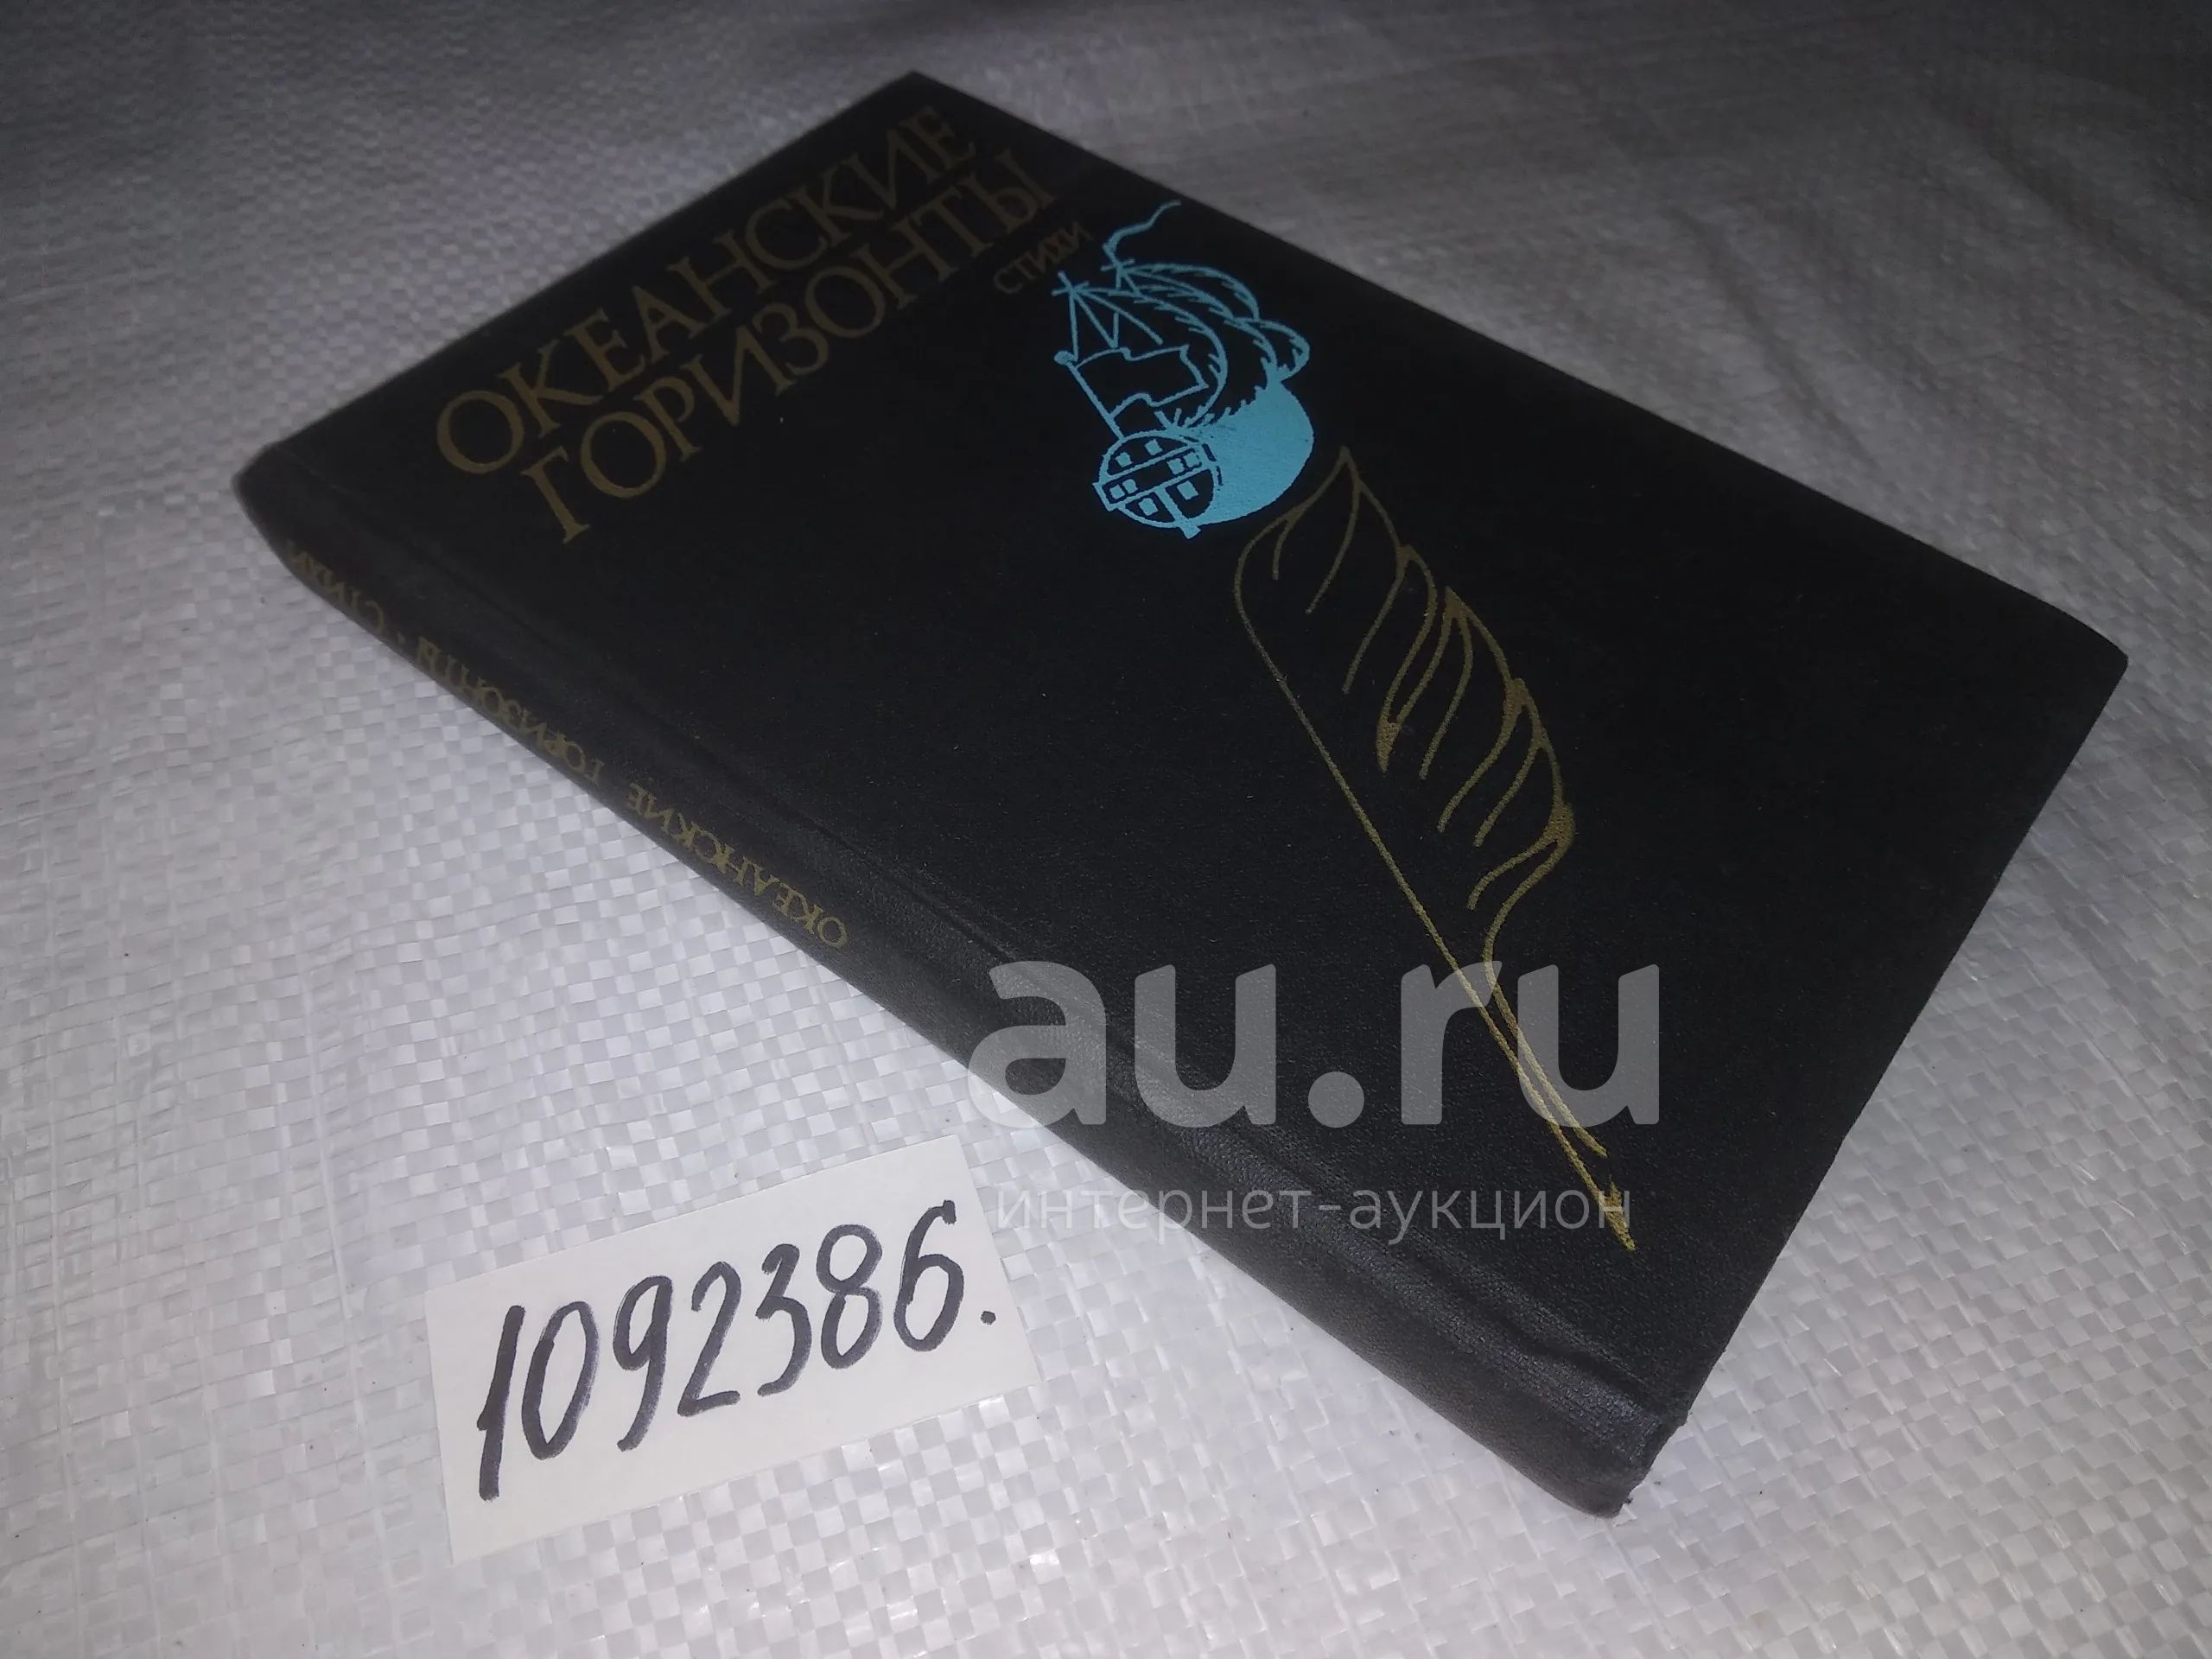 ОКЕАНСКИЕ
ГОРИЗОНТЫ
СТИХИ
ОКЕАНСКИЕ ГОРИЗОНТЫ · СТИХИ
au.ru
интернет-аукцион
1092386.